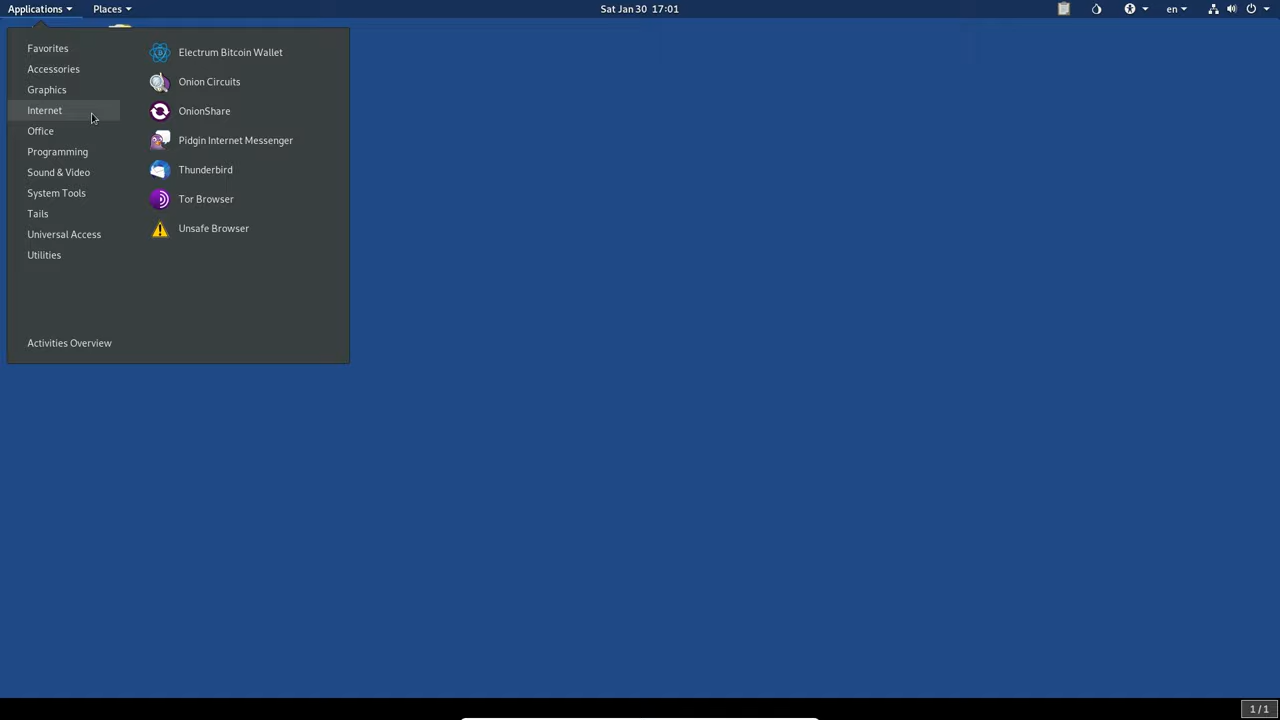 Applications Places Sat Jan 30 17:01 en
Favorites
Accessories
Graphics
Internet
Office
Programming
Sound & Video
System Tools
Tails
Universal Access
Utilities
Activities Overview
Electrum Bitcoin Wallet
Onion Circuits
OnionShare
Pidgin Internet Messenger
Thunderbird
Tor Browser
Unsafe Browser
1 / 1